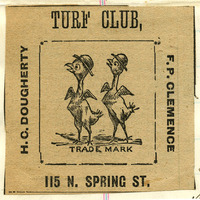 TURF CLUB,
H. C. DOUGHERTY
F. P. CLEMENCE
TRADE MARK
115 N. SPRING ST.